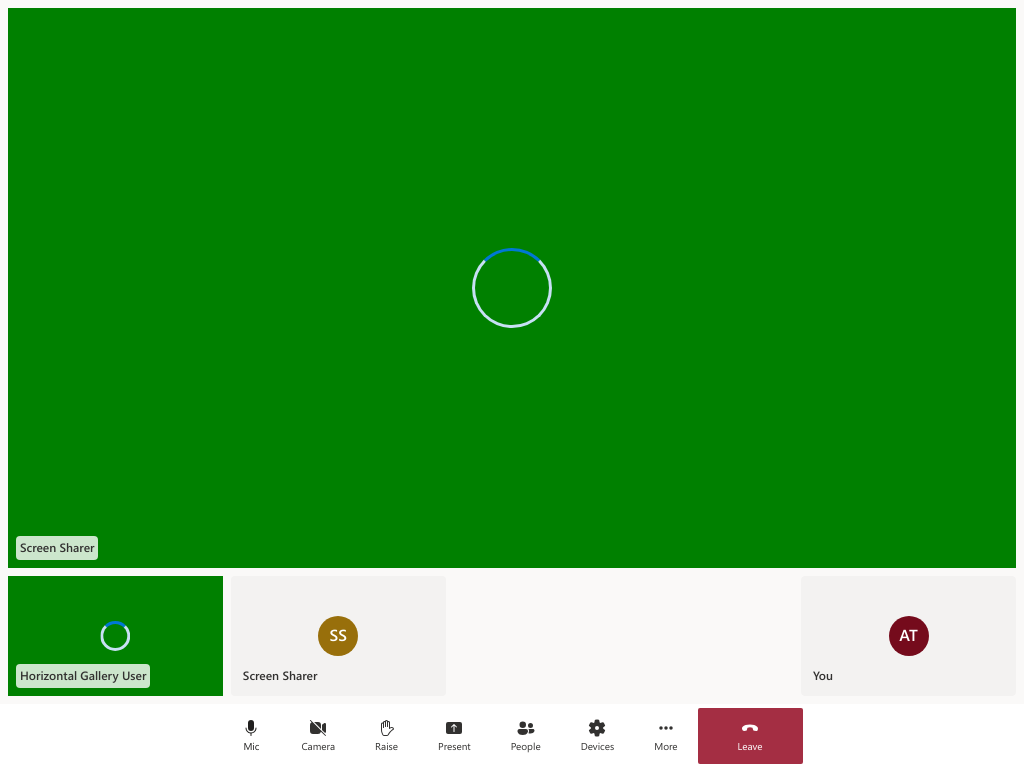 Screen Sharer
Horizontal Gallery User
SS
Screen Sharer
AT
You
Mic
Camera
Raise
Present
People
Devices
More
Leave